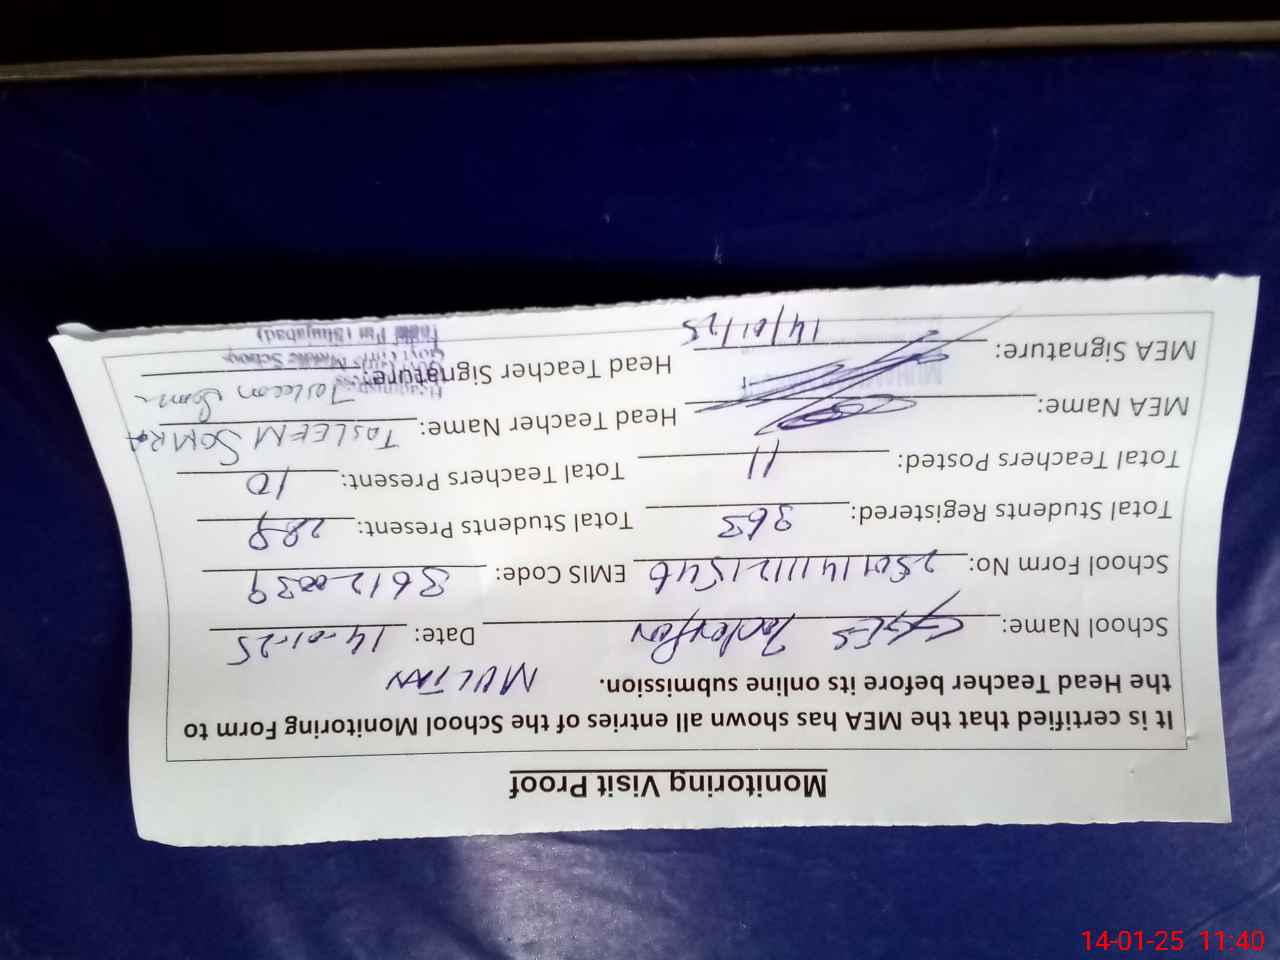 Monitoring Visit Proof
It is certified that the MEA has shown all entries of the School Monitoring Form to
the Head Teacher before its online submission. MULTAN
School Name: Date: 14-01-25
School Form No: EMIS Code: 36120039
Total Students Registered: 363 Total Students Present: 288
Total Teachers Posted: 11 Total Teachers Present: 10
MEA Name: Head Teacher Name: TASLEEM SOMRA
MEA Signature: 14/01/25 Head Teacher Signature:
14-01-25 11:40